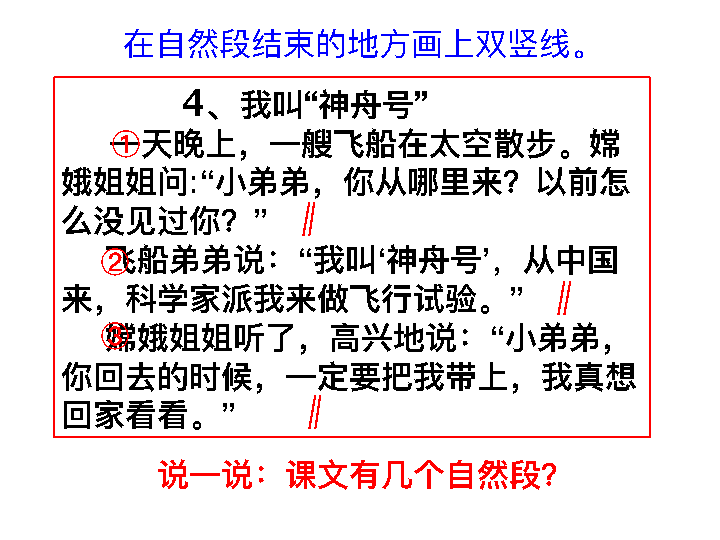 在自然段结束的地方画上双竖线。
4、我叫“神舟号”
①一天晚上，一艘飞船在太空散步。嫦
娥姐姐问:“小弟弟，你从哪里来？以前怎
么没见过你？” ∥
②飞船弟弟说：“我叫‘神舟号’，从中国
来，科学家派我来做飞行试验。” ∥
③嫦娥姐姐听了，高兴地说：“小弟弟，
你回去的时候，一定要把我带上，我真想
回家看看。” ∥
说一说：课文有几个自然段？